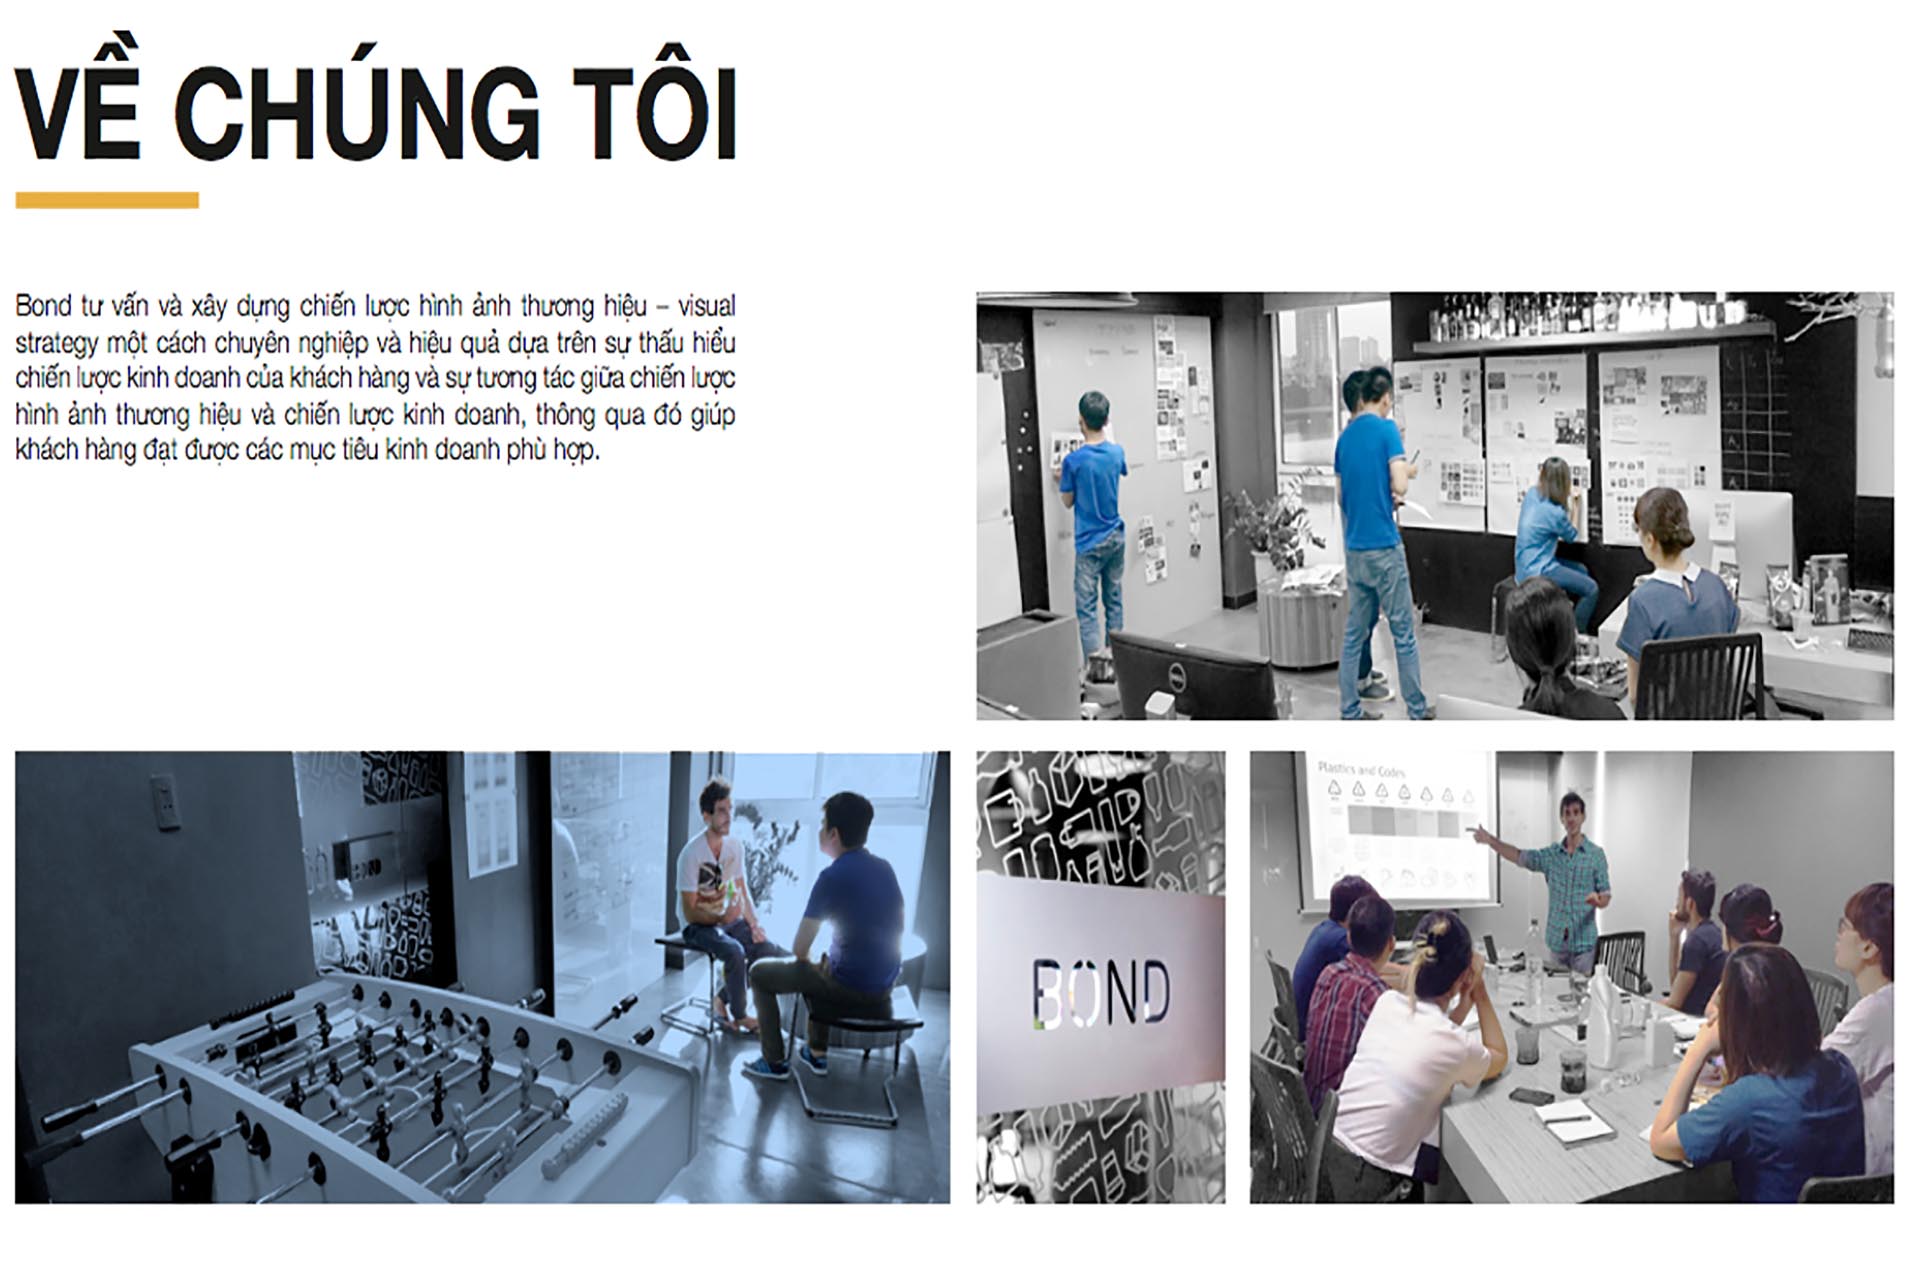 VỀ CHÚNG TÔI
Bond tư vấn và xây dựng chiến lược hình ảnh thương hiệu – visual
strategy một cách chuyên nghiệp và hiệu quả dựa trên sự thấu hiểu
chiến lược kinh doanh của khách hàng và sự tương tác giữa chiến lược
hình ảnh thương hiệu và chiến lược kinh doanh, thông qua đó giúp
khách hàng đạt được các mục tiêu kinh doanh phù hợp.
BOND
BOND
Plastics and Codes